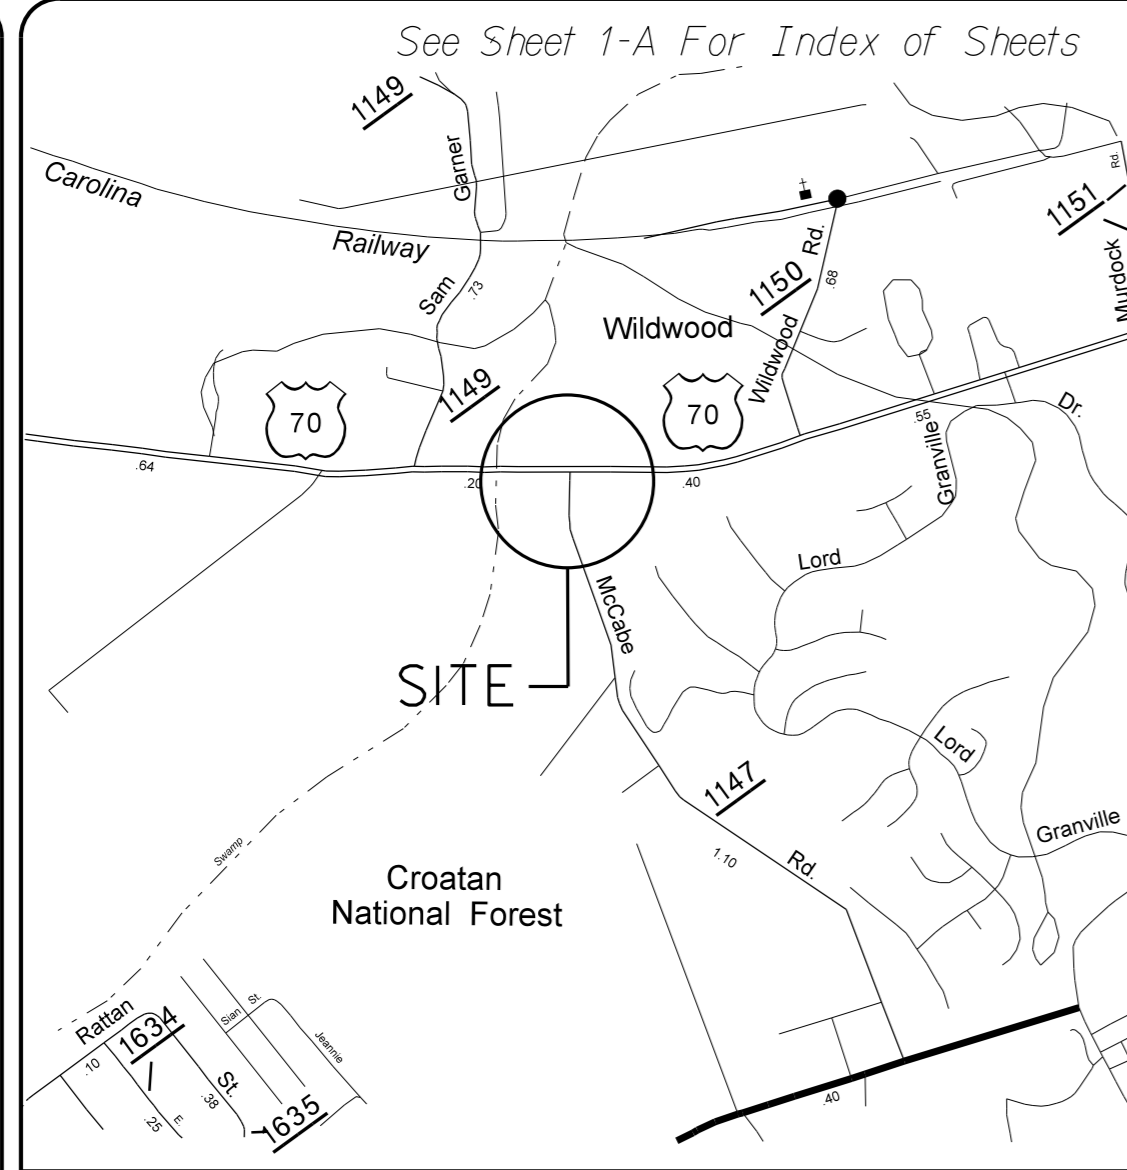 See Sheet 1-A For Index of Sheets
1149
Garner
Carolina
Railway
Rd.
1151
Murdock
Rd.
1150
.68
Sam
.73
Wildwood
Wildwood
1149
70
70
Dr.
.55
Granville
.64
.20
.40
Lord
McCabe
SITE
Lord
1147
Granville
1.10
Rd.
Swamp
Croatan
National Forest
Rattan
1634
Sian
St.
Jeannie
.10
St.
.38
.25
E.
1635
.40